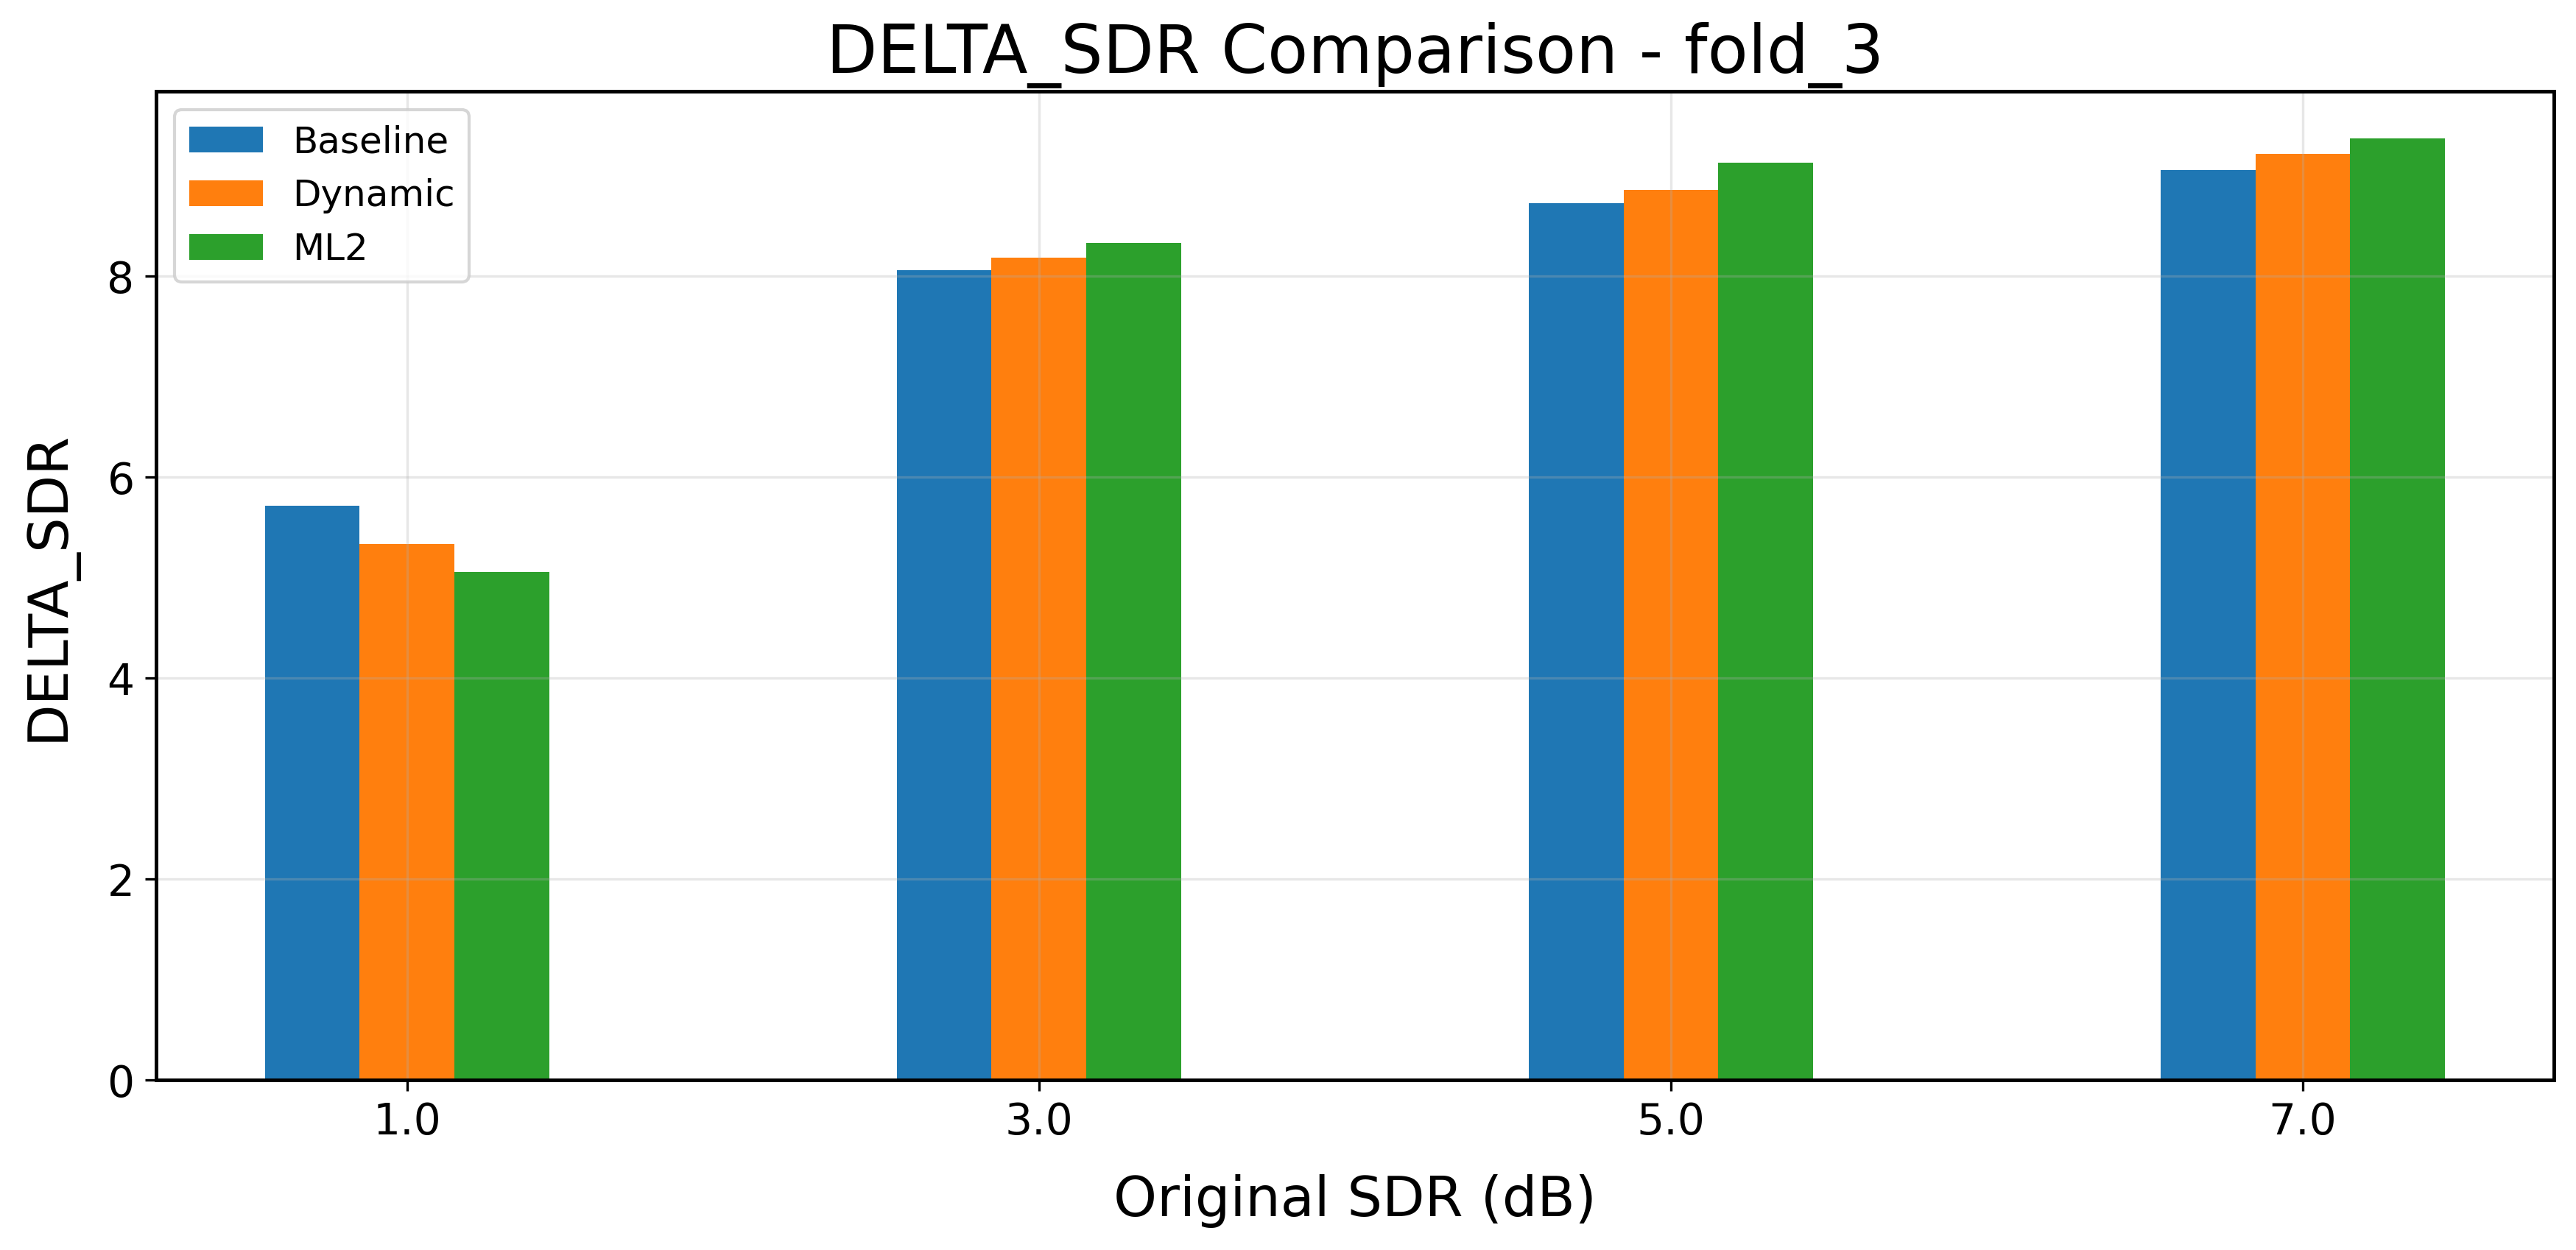 DELTA_SDR Comparison - fold_3
Baseline
Dynamic
ML2
DELTA_SDR
8
6
4
2
0
1.0 3.0 5.0 7.0
Original SDR (dB)